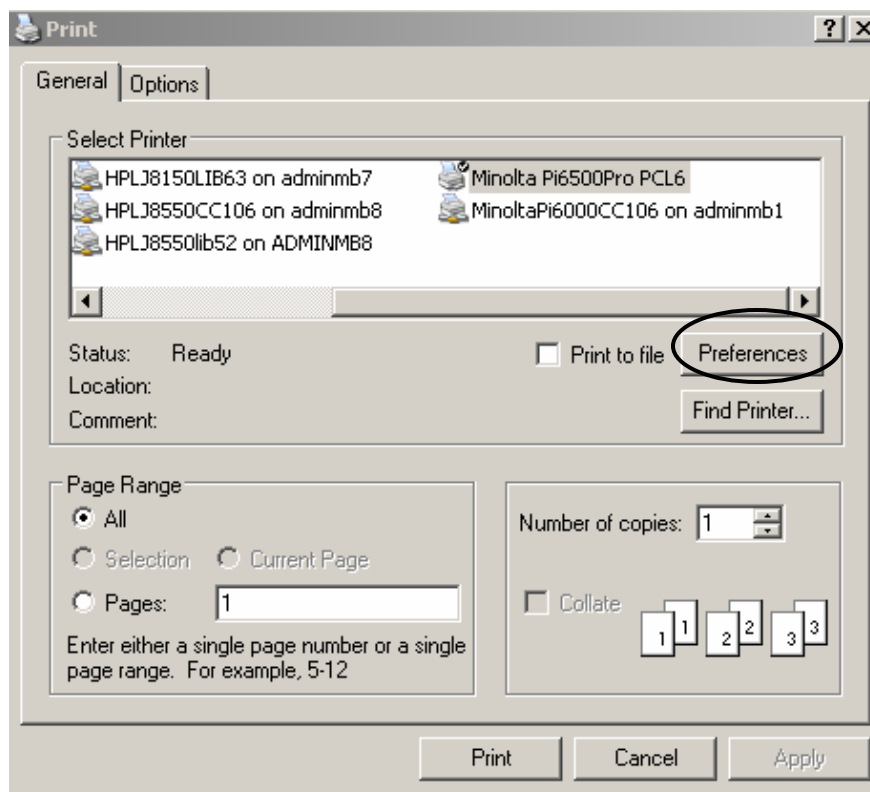 Print
General Options
Select Printer
HPLJ8150LIB63 on adminmb7
HPLJ8550CC106 on adminmb8
HPLJ8550lib52 on ADMINMB8
Minolta Pi6500Pro PCL6
MinoltaPi6000CC106 on adminmb1
Status: Ready
Location:
Comment:
Print to file
Preferences
Find Printer...
Page Range
All
Selection Current Page
Pages: 1
Enter either a single page number or a single
page range. For example, 5-12
Number of copies: 1
Collate
1 1 2 2 3 3
Print Cancel Apply